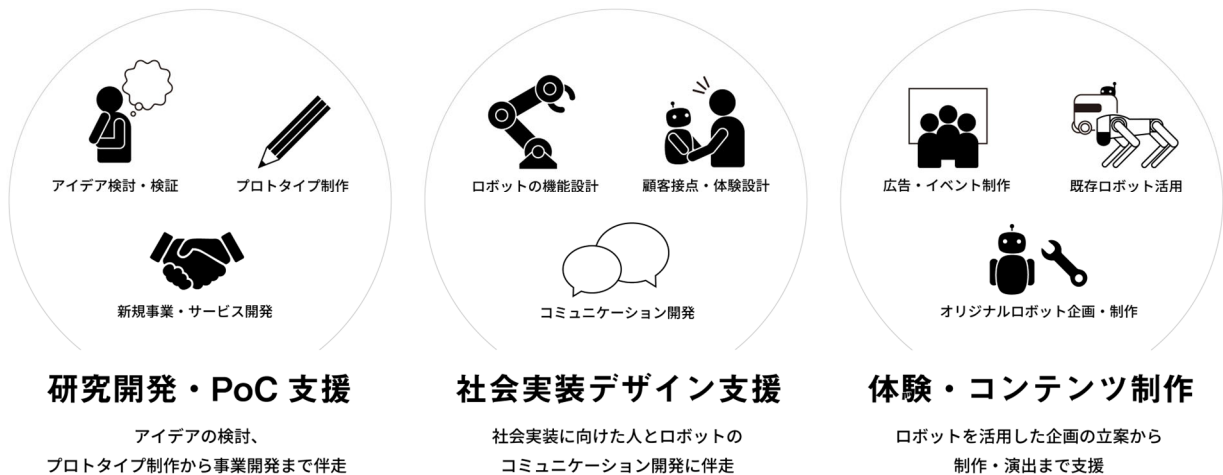 アイデア検討・検証
プロトタイプ制作
新規事業・サービス開発
研究開発・PoC 支援
アイデアの検討、
プロトタイプ制作から事業開発まで伴走
ロボットの機能設計
顧客接点・体験設計
コミュニケーション開発
社会実装デザイン支援
社会実装に向けた人とロボットの
コミュニケーション開発に伴走
広告・イベント制作
既存ロボット活用
オリジナルロボット企画・制作
体験・コンテンツ制作
ロボットを活用した企画の立案から
制作・演出まで支援